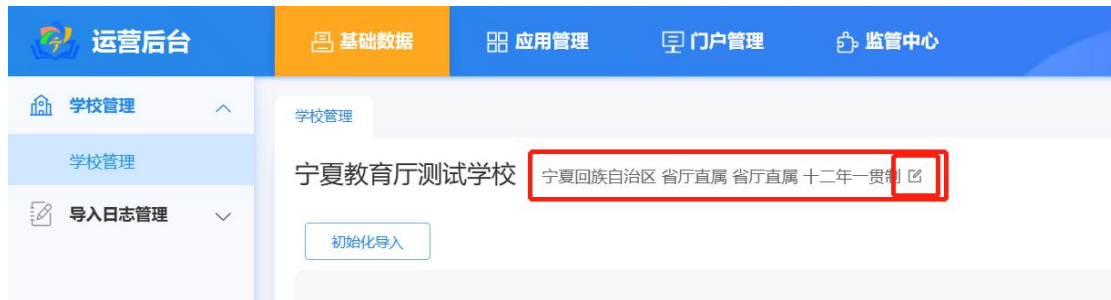 运营后台 基础数据 应用管理 门户管理 监管中心
学校管理
学校管理
导入日志管理
学校管理
宁夏教育厅测试学校 宁夏回族自治区 省厅直属 省厅直属 十二年一贯制
初始化导入